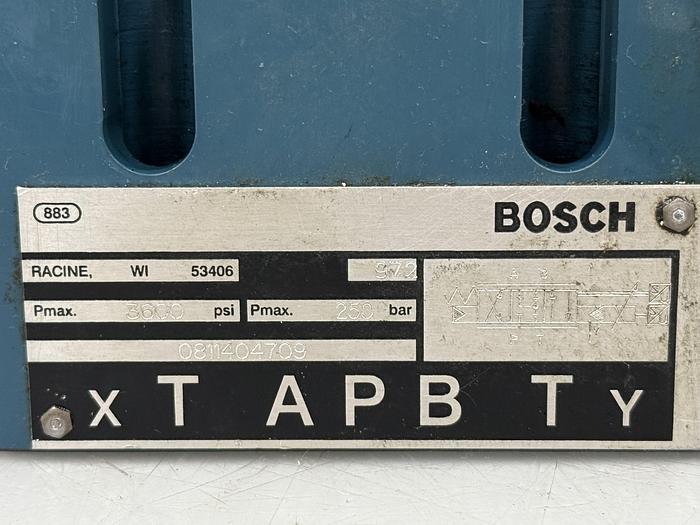 883
BOSCH
RACINE, WI 53406
972
Pmax. 3600 psi Pmax. 250 bar
A B
P T
0811404709
X T A P B T Y